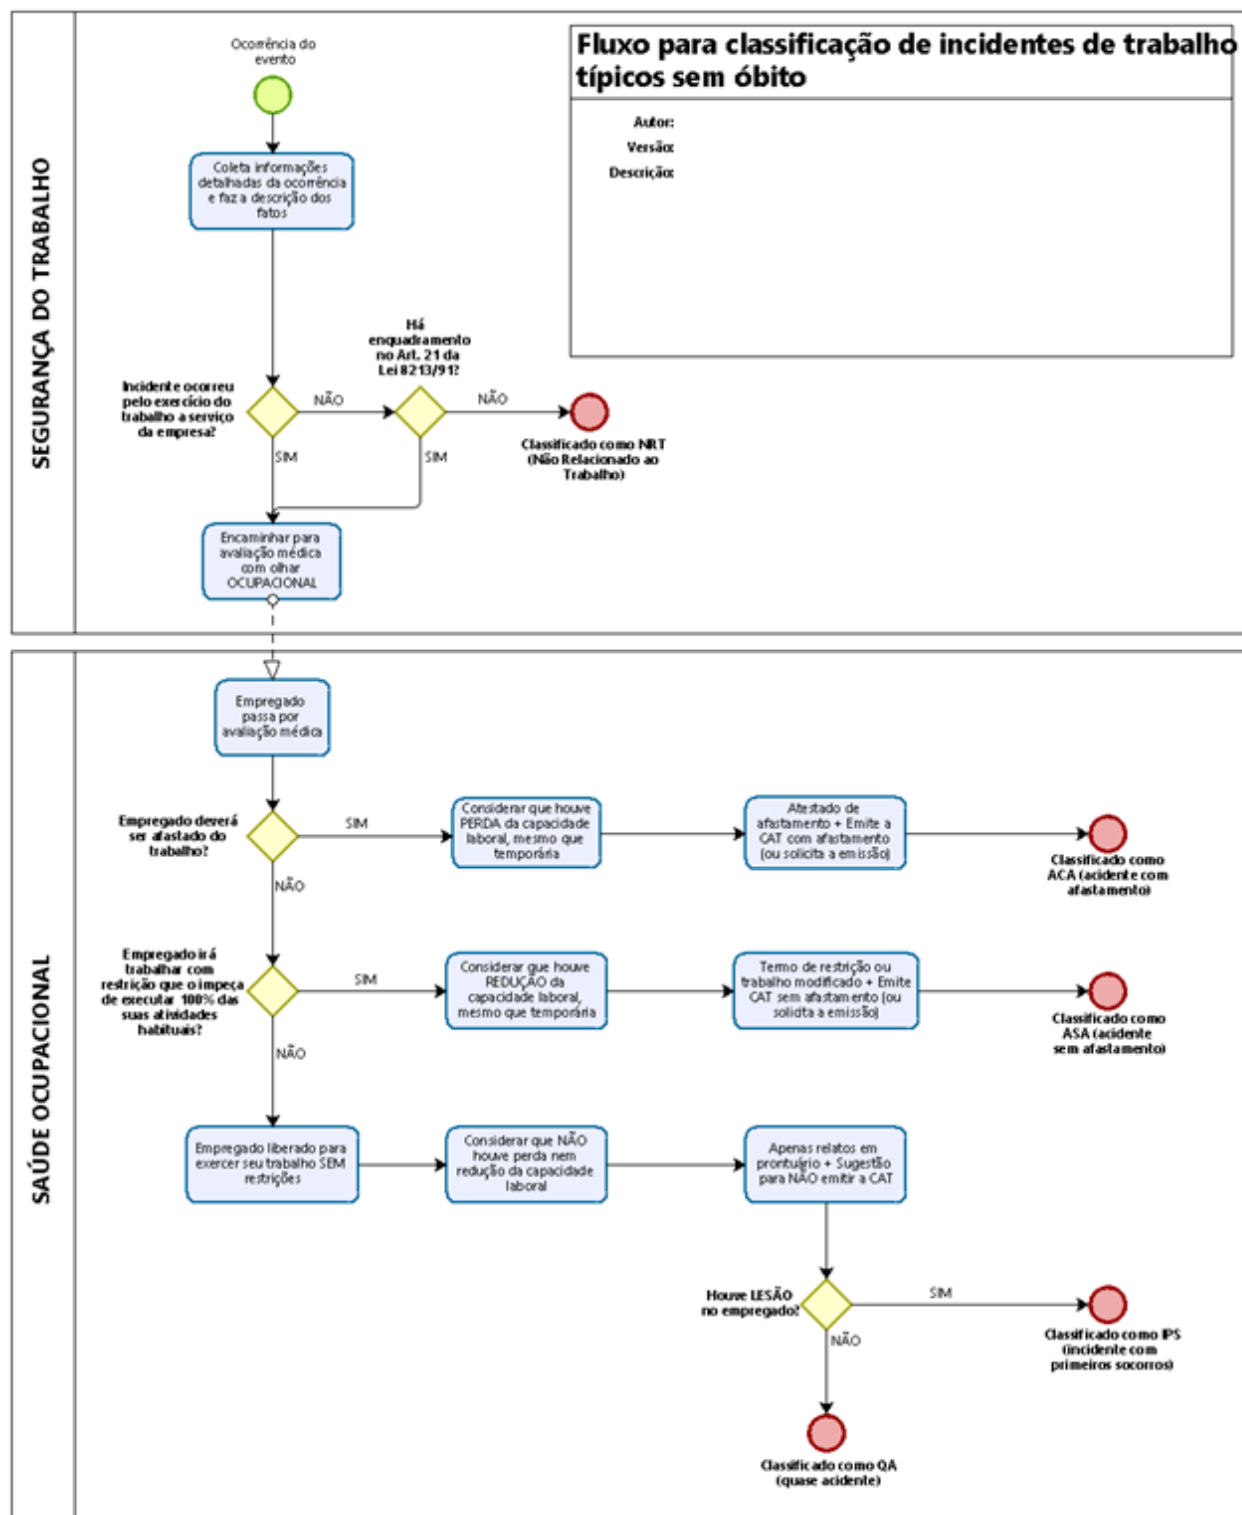 Fluxo para classificação de incidentes de trabalho
típicos sem óbito
Autor:
Versão:
Descrição:
SEGURANÇA DO TRABALHO
Ocorrência do
evento
Coleta informações
detalhadas da ocorrência
e faz a descrição dos
fatos
Incidente ocorreu
pelo exercício do
trabalho a serviço
da empresa?
NÃO
SIM
Há
enquadramento
no Art. 21 da
Lei 8213/91?
NÃO
SIM
Classificado como NRT
(Não Relacionado ao
Trabalho)
Encaminhar para
avaliação médica
com olhar
OCUPACIONAL
SAÚDE OCUPACIONAL
Empregado
passa por
avaliação médica
Empregado deverá
ser afastado do
trabalho?
SIM
NÃO
Considerar que houve
PERDA da capacidade
laboral, mesmo que
temporária
Atestado de
afastamento + Emite a
CAT com afastamento
(ou solicita a emissão)
Classificado como
ACA (acidente com
afastamento)
Empregado irá
trabalhar com
restrição que o impeça
de executar 100% das
suas atividades
habituais?
SIM
NÃO
Considerar que houve
REDUÇÃO da
capacidade laboral,
mesmo que temporária
Termo de restrição ou
trabalho modificado + Emite
CAT sem afastamento (ou
solicita a emissão)
Classificado como
ASA (acidente
sem afastamento)
Empregado liberado para
exercer seu trabalho SEM
restrições
Considerar que NÃO
houve perda nem
redução da capacidade
laboral
Apenas relatos em
prontuário + Sugestão
para NÃO emitir a CAT
Houve LESÃO
no empregado?
SIM
NÃO
Classificado como IPS
(incidente com
primeiros socorros)
Classificado como QA
(quase acidente)